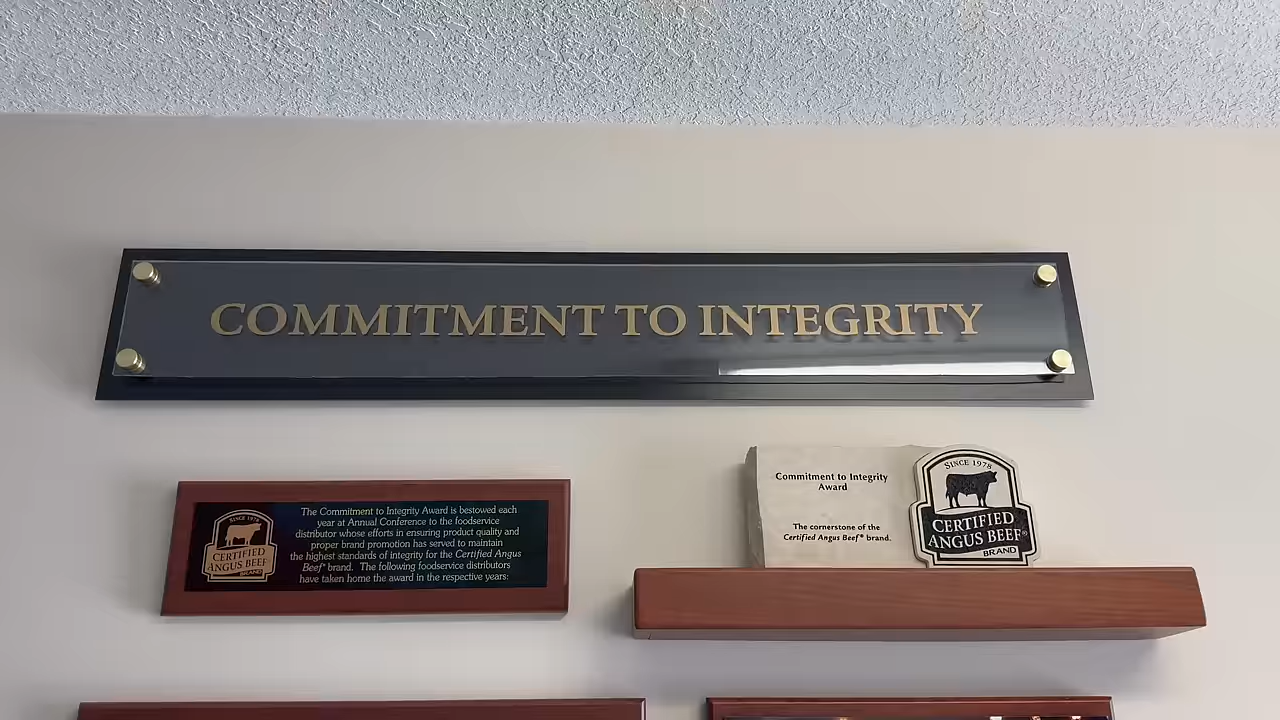 COMMITMENT TO INTEGRITY
SINCE 1978
CERTIFIED
ANGUS BEEF
BRAND
The Commitment to Integrity Award is bestowed each
year at Annual Conference to the foodservice
distributor whose efforts in ensuring product quality and
proper brand promotion has served to maintain
the highest standards of integrity for the Certified Angus
Beef® brand. The following foodservice distributors
have taken home the award in the respective years:
Commitment to Integrity
Award
The cornerstone of the
Certified Angus Beef® brand.
SINCE 1978
CERTIFIED
ANGUS BEEF®
BRAND